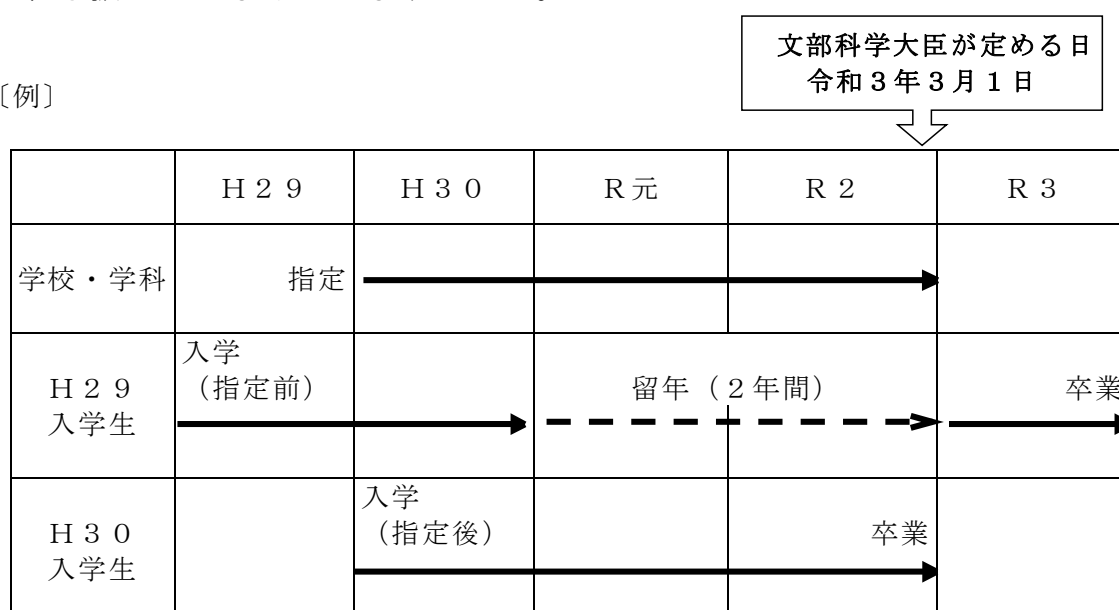 文部科学大臣が定める日
令和３年３月１日
〔例〕
Ｈ２９
Ｈ３０
Ｒ元
Ｒ２
Ｒ３
学校・学科
指定
Ｈ２９
入学生
入学
（指定前）
留年（２年間）
卒業
Ｈ３０
入学生
入学
（指定後）
卒業